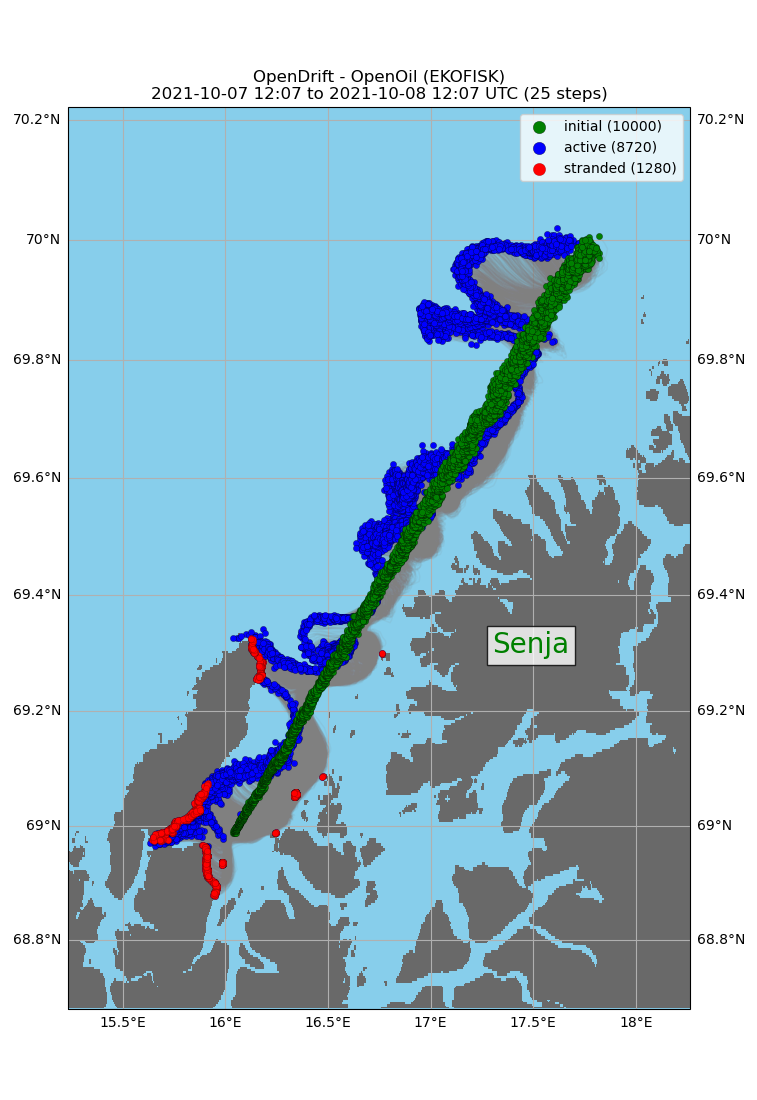 OpenDrift - OpenOil (EKOFISK)
2021-10-07 12:07 to 2021-10-08 12:07 UTC (25 steps)
70.2°N 70.2°N
initial (10000)
active (8720)
stranded (1280)
70°N 70°N
69.8°N 69.8°N
69.6°N 69.6°N
69.4°N 69.4°N
Senja
69.2°N 69.2°N
69°N 69°N
68.8°N 68.8°N
15.5°E 16°E 16.5°E 17°E 17.5°E 18°E